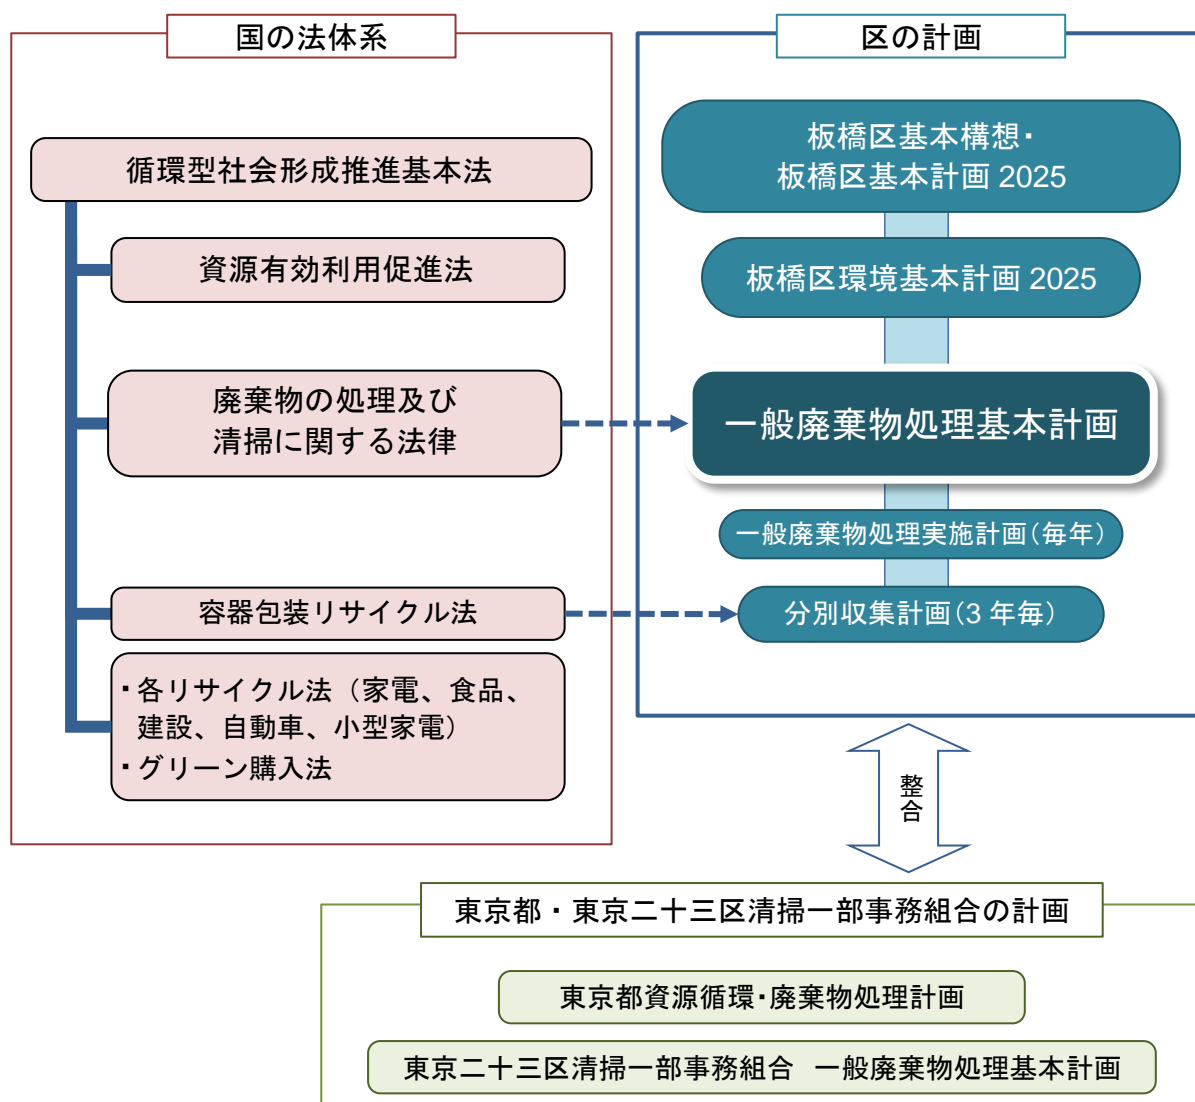 国の法体系
循環型社会形成推進基本法
資源有効利用促進法
廃棄物の処理及び
清掃に関する法律
容器包装リサイクル法
・各リサイクル法（家電、食品、
建設、自動車、小型家電）
・グリーン購入法
区の計画
板橋区基本構想・
板橋区基本計画 2025
板橋区環境基本計画 2025
一般廃棄物処理基本計画
一般廃棄物処理実施計画（毎年）
分別収集計画（3 年毎）
整合
東京都・東京二十三区清掃一部事務組合の計画
東京都資源循環・廃棄物処理計画
東京二十三区清掃一部事務組合　一般廃棄物処理基本計画